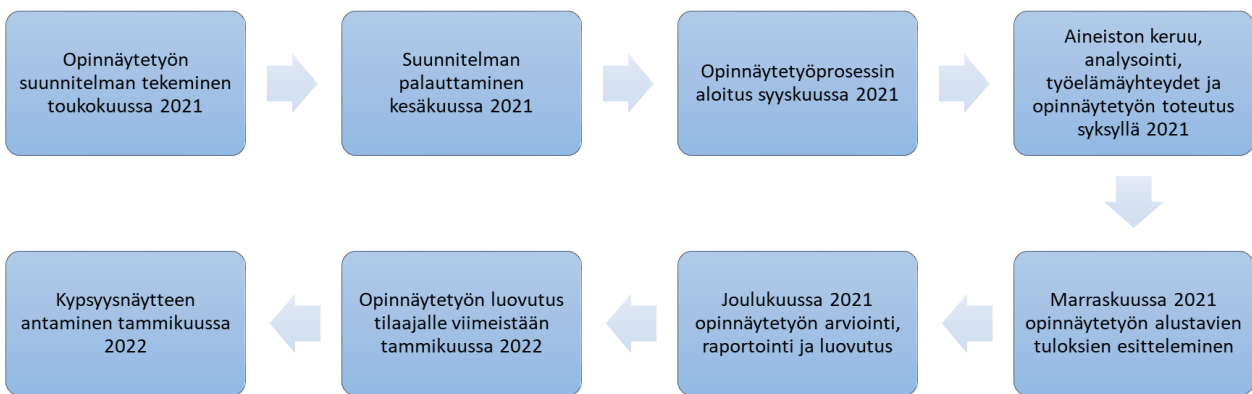 Opinnäytetyön
suunnitelman tekeminen
toukokuussa 2021
Suunnitelman
palauttaminen
kesäkuussa 2021
Opinnäytetyöprosessin
aloitus syyskuussa 2021
Aineiston keruu,
analysointi,
työelämäyhteydet ja
opinnäytetyön toteutus
syksyllä 2021
Marraskuussa 2021
opinnäytetyön alustavien
tuloksien esitteleminen
Joulukuussa 2021
opinnäytetyön arviointi,
raportointi ja luovutus
Opinnäytetyön luovutus
tilaajalle viimeistään
tammikuussa 2022
Kypsyysnäytteen
antaminen tammikuussa
2022